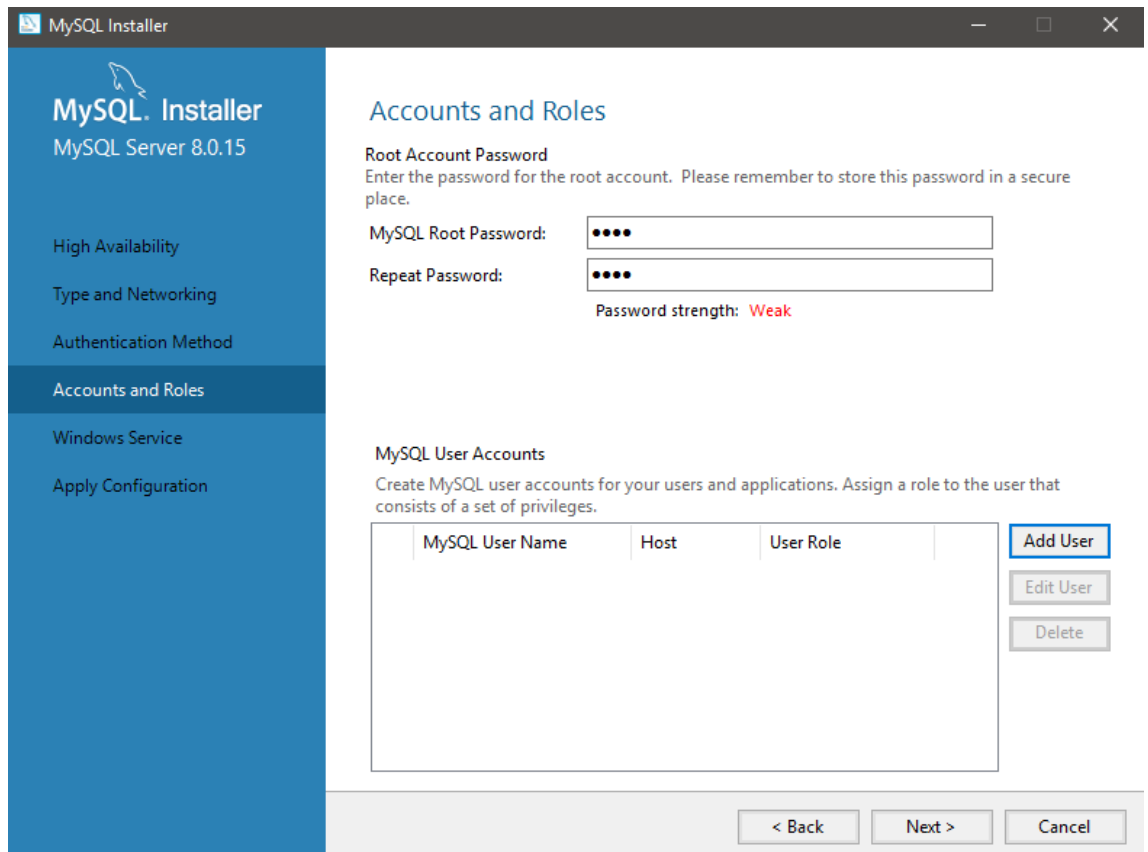 MySQL Installer
MySQL. Installer
MySQL Server 8.0.15
High Availability
Type and Networking
Authentication Method
Accounts and Roles
Windows Service
Apply Configuration
Accounts and Roles
Root Account Password
Enter the password for the root account. Please remember to store this password in a secure
place.
MySQL Root Password: ●●●●
Repeat Password: ●●●●
Password strength: Weak
MySQL User Accounts
Create MySQL user accounts for your users and applications. Assign a role to the user that
consists of a set of privileges.
MySQL User Name Host User Role
Add User
Edit User
Delete
< Back Next > Cancel